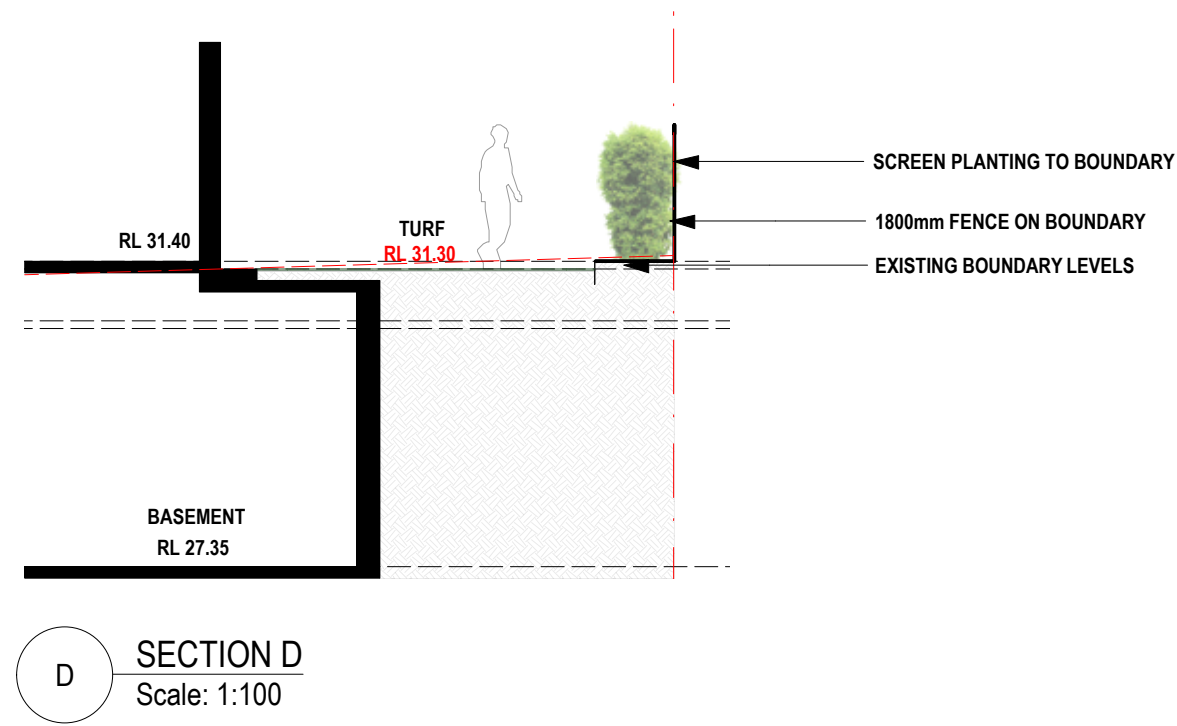 SCREEN PLANTING TO BOUNDARY
1800mm FENCE ON BOUNDARY
TURF
RL 31.40
RL 31.30
EXISTING BOUNDARY LEVELS
BASEMENT
RL 27.35
D
SECTION D
Scale: 1:100